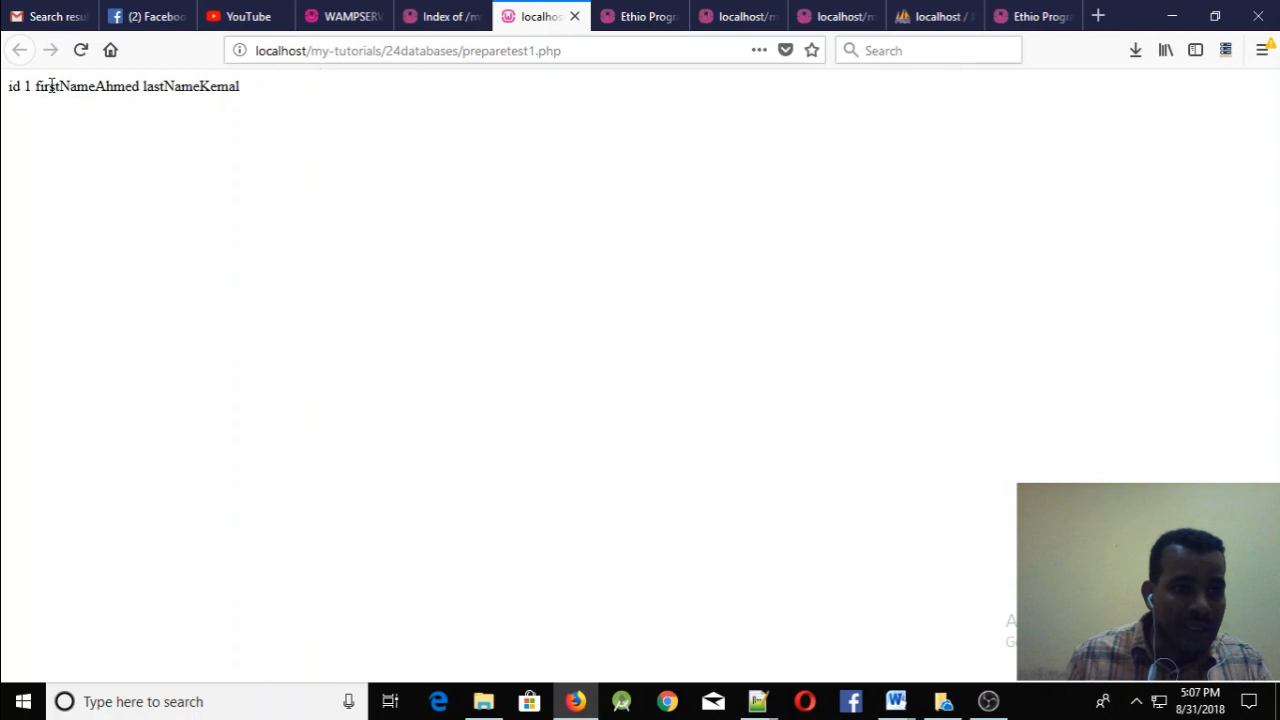 Search resul
(2) Faceboo
YouTube
WAMPSERV
Index of /m
localhos
Ethio Progr
localhost/m
localhost/m
localhost /
Ethio Progr
localhost/my-tutorials/24databases/preparetest1.php
Search
id 1 firstNameAhmed lastNameKemal
Type here to search
5:07 PM
8/31/2018